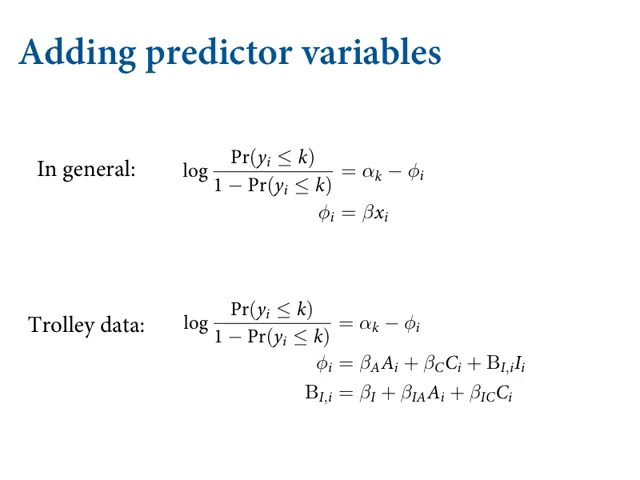 Adding predictor variables
In general: log Pr(yᵢ ≤ k) / 1 − Pr(yᵢ ≤ k) = αₖ − ϕᵢ
ϕᵢ = βxᵢ
Trolley data: log Pr(yᵢ ≤ k) / 1 − Pr(yᵢ ≤ k) = αₖ − ϕᵢ
ϕᵢ = β_A Aᵢ + β_C Cᵢ + B_{I,i} Iᵢ
B_{I,i} = β_I + β_{IA} Aᵢ + β_{IC} Cᵢ